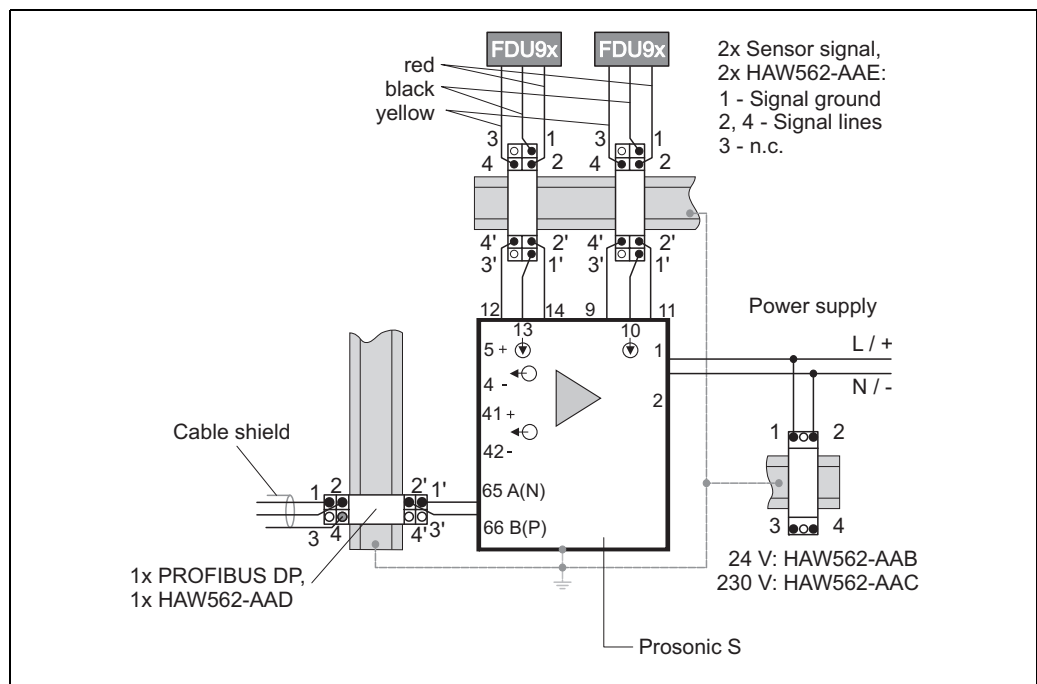 FDU9x FDU9x
red
black
yellow
2x Sensor signal,
2x HAW562-AAE:
1 - Signal ground
2, 4 - Signal lines
3 - n.c.
3 1 3 1
4 2 4 2
4' 2' 4' 2'
3' 1' 3' 1'
12 14 9 11
13 10
Power supply
5 + 1
L / +
4 -
N / -
2
41 +
42 -
1 2
Cable shield
65 A(N)
66 B(P)
1 2 2' 1'
3 4 4' 3'
3 4
24 V: HAW562-AAB
230 V: HAW562-AAC
1x PROFIBUS DP,
1x HAW562-AAD
Prosonic S